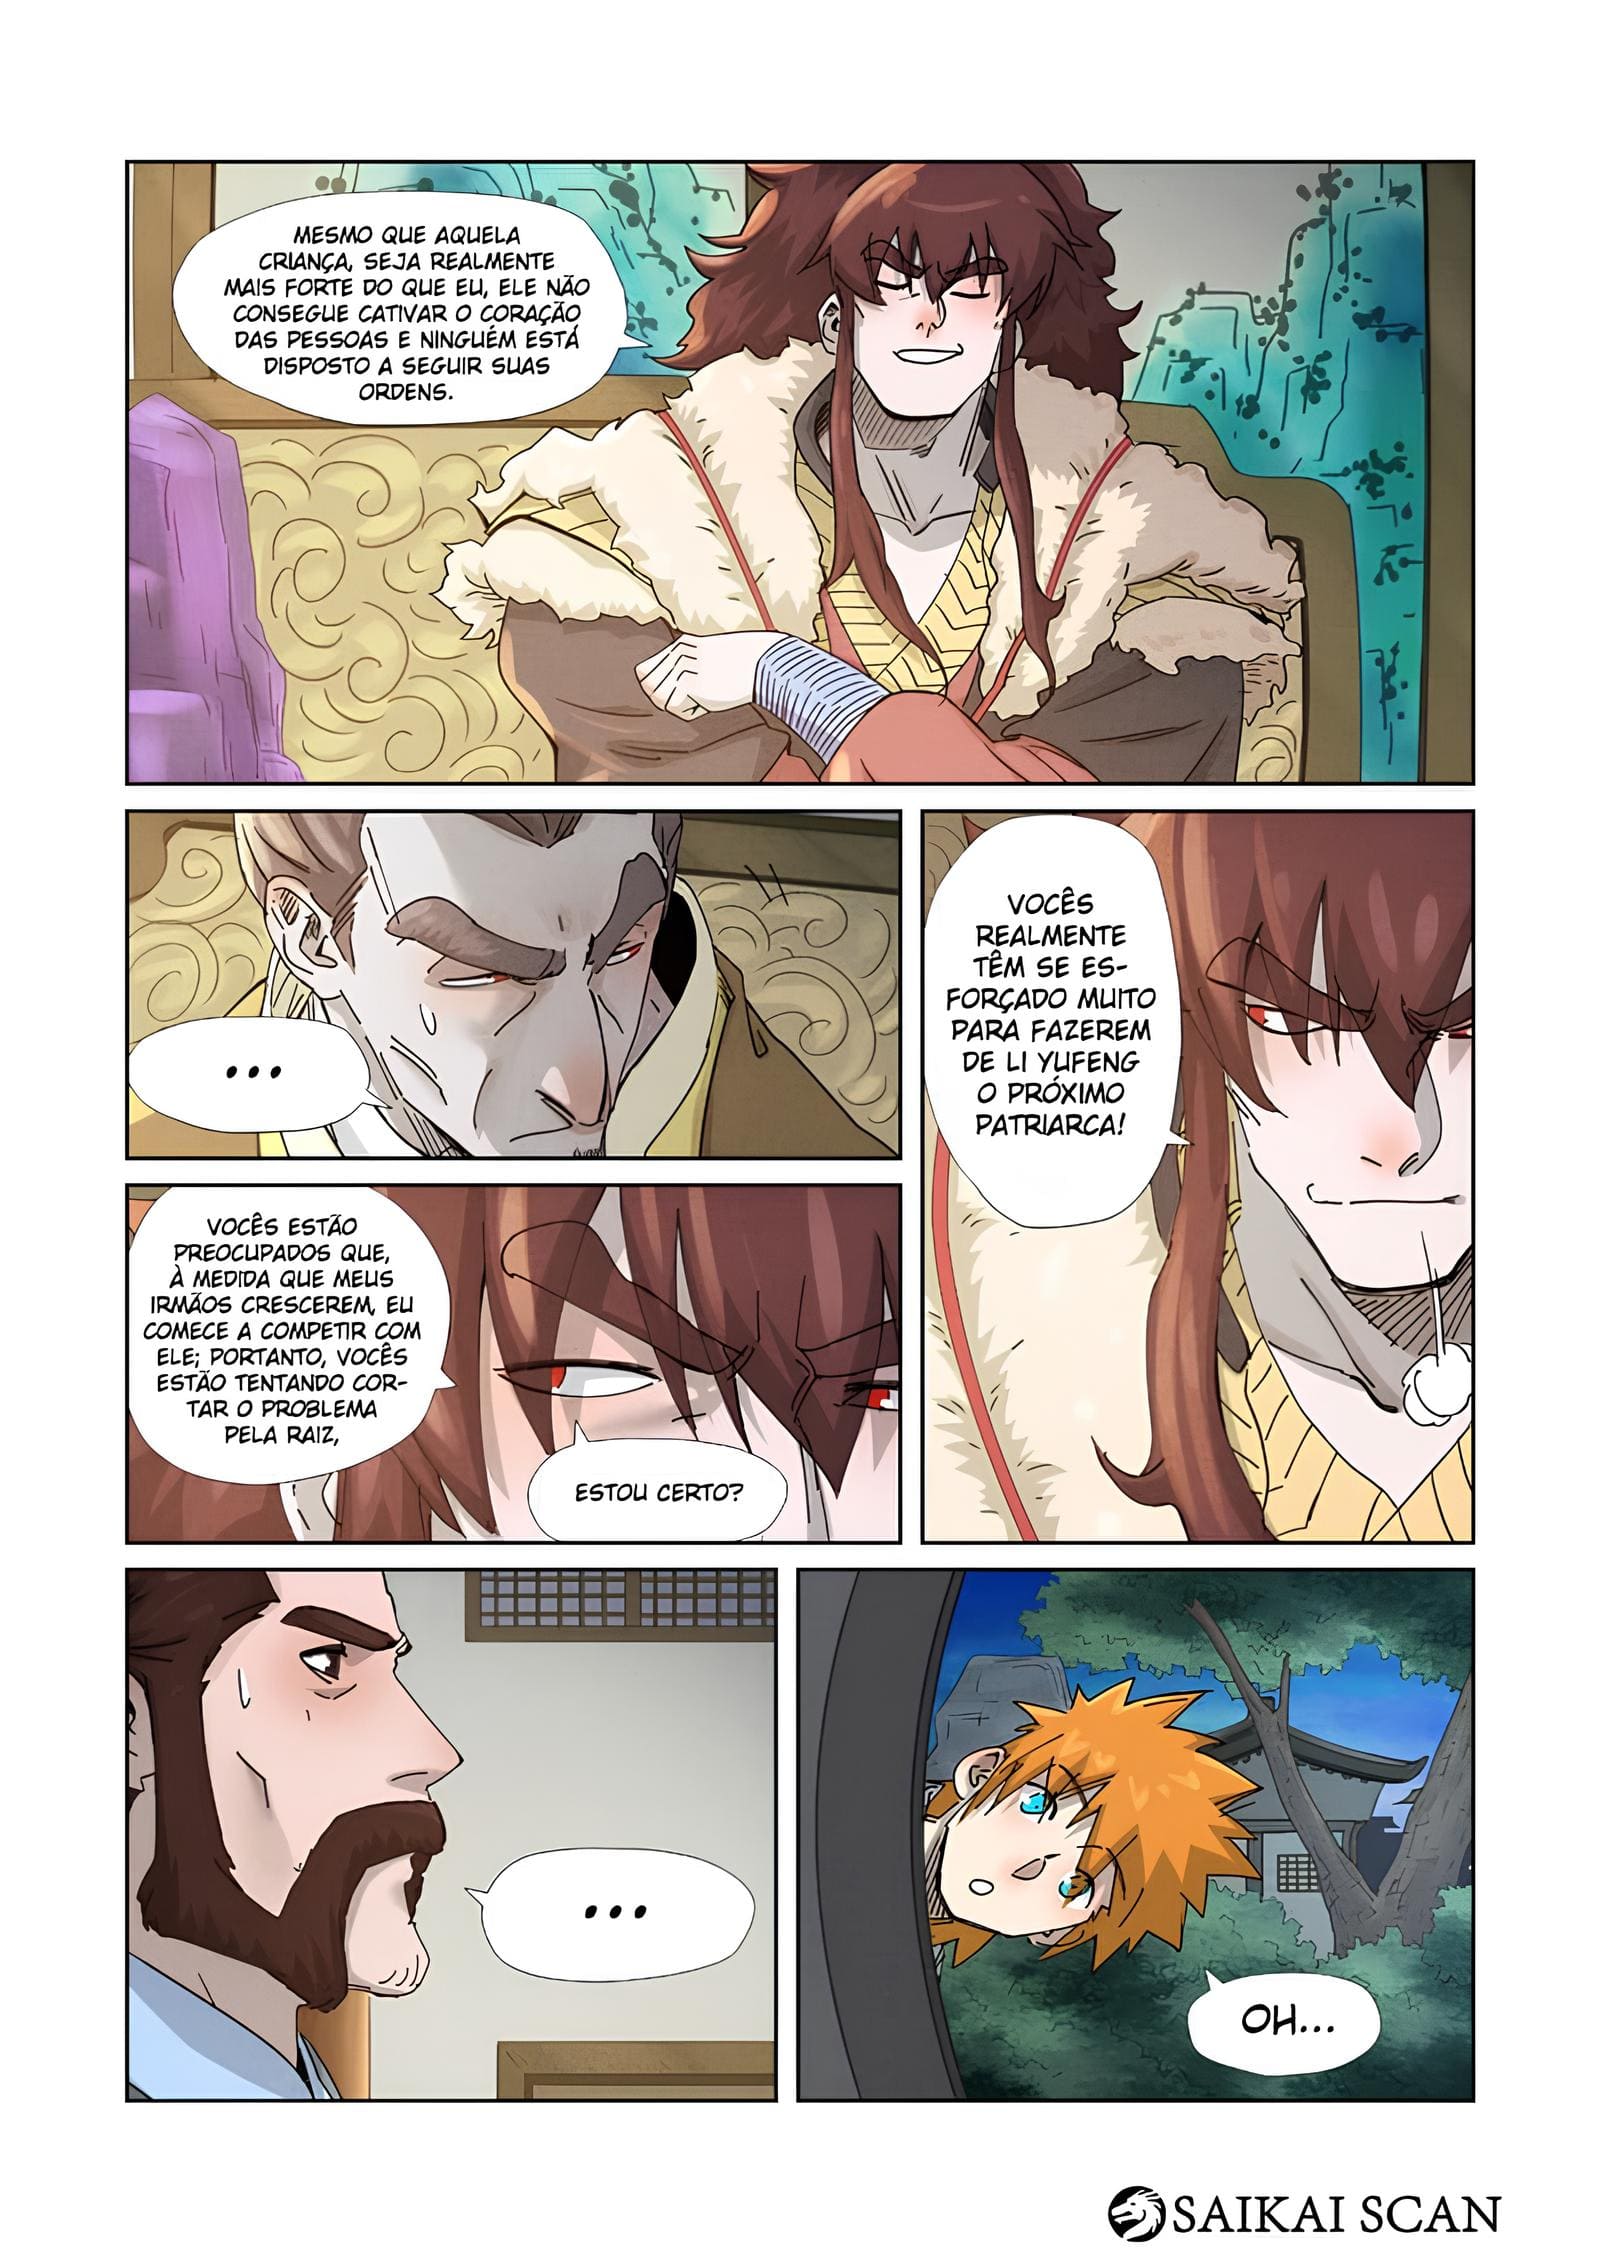 MESMO QUE AQUELA
CRIANÇA, SEJA REALMENTE
MAIS FORTE DO QUE EU, ELE NÃO
CONSEGUE CATIVAR O CORAÇÃO
DAS PESSOAS E NINGUÉM ESTÁ
DISPOSTO A SEGUIR SUAS
ORDENS.
...
VOCÊS
REALMENTE
TÊM SE ES-
FORÇADO MUITO
PARA FAZEREM
DE LI YUFENG
O PRÓXIMO
PATRIARCA!
VOCÊS ESTÃO
PREOCUPADOS QUE,
À MEDIDA QUE MEUS
IRMÃOS CRESCEREM, EU
COMECE A COMPETIR COM
ELE; PORTANTO, VOCÊS
ESTÃO TENTANDO COR-
TAR O PROBLEMA
PELA RAIZ,
ESTOU CERTO?
...
OH...
SAIKAI SCAN